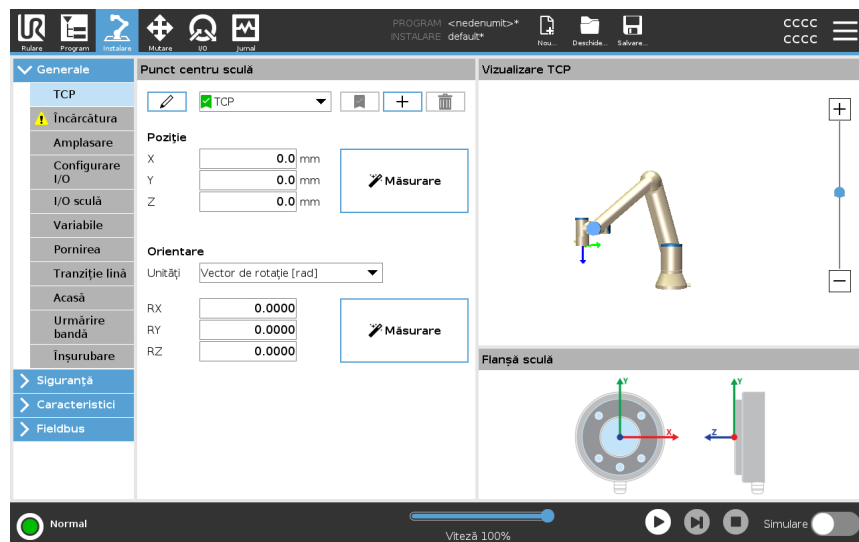 Rulare
Program
Instalare
Mutare
I/O
Jurnal
PROGRAM <nedenumit>*
INSTALARE default*
Nou...
Deschide...
Salvare...
cccc
cccc
Generale
TCP
Încărcătura
Amplasare
Configurare
I/O
I/O sculă
Variabile
Pornirea
Tranziție lină
Acasă
Urmărire
bandă
Înșurubare
Siguranță
Caracteristici
Fieldbus
Punct centru sculă
TCP
Poziție
X 0.0 mm
Y 0.0 mm
Z 0.0 mm
Măsurare
Orientare
Unități Vector de rotație [rad]
RX 0.0000
RY 0.0000
RZ 0.0000
Măsurare
Vizualizare TCP
Flanșă sculă
Y
X
Y
Z
Normal
Viteză 100%
Simulare